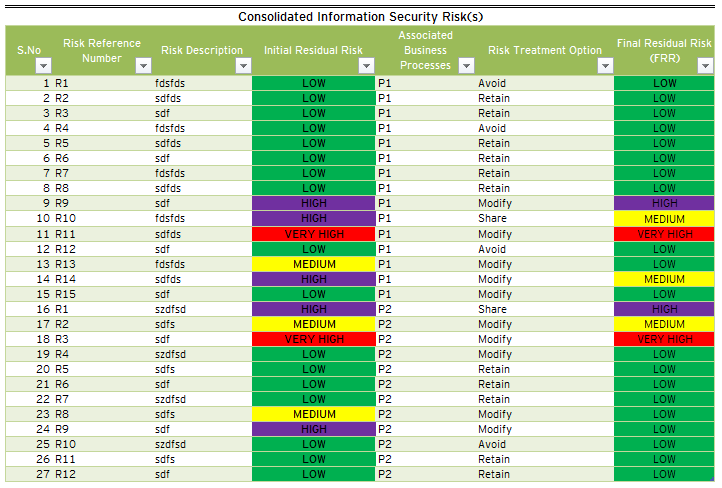 Consolidated Information Security Risk(s)
S.No Risk Reference Number Risk Description Initial Residual Risk Associated Business Processes Risk Treatment Option Final Residual Risk (FRR)
1 R1 fdsfds LOW P1 Avoid LOW
2 R2 sdfds LOW P1 Retain LOW
3 R3 sdf LOW P1 Retain LOW
4 R4 fdsfds LOW P1 Avoid LOW
5 R5 sdfds LOW P1 Retain LOW
6 R6 sdf LOW P1 Retain LOW
7 R7 fdsfds LOW P1 Retain LOW
8 R8 sdfds LOW P1 Retain LOW
9 R9 sdf HIGH P1 Modify HIGH
10 R10 fdsfds HIGH P1 Share MEDIUM
11 R11 sdfds VERY HIGH P1 Modify VERY HIGH
12 R12 sdf LOW P1 Avoid LOW
13 R13 fdsfds MEDIUM P1 Modify LOW
14 R14 sdfds HIGH P1 Modify MEDIUM
15 R15 sdf LOW P1 Modify LOW
16 R1 szdfsd HIGH P2 Share HIGH
17 R2 sdfs MEDIUM P2 Modify MEDIUM
18 R3 sdf VERY HIGH P2 Modify VERY HIGH
19 R4 szdfsd LOW P2 Modify LOW
20 R5 sdfs LOW P2 Retain LOW
21 R6 sdf LOW P2 Retain LOW
22 R7 szdfsd LOW P2 Retain LOW
23 R8 sdfs MEDIUM P2 Modify LOW
24 R9 sdf HIGH P2 Modify LOW
25 R10 szdfsd LOW P2 Avoid LOW
26 R11 sdfs LOW P2 Retain LOW
27 R12 sdf LOW P2 Retain LOW